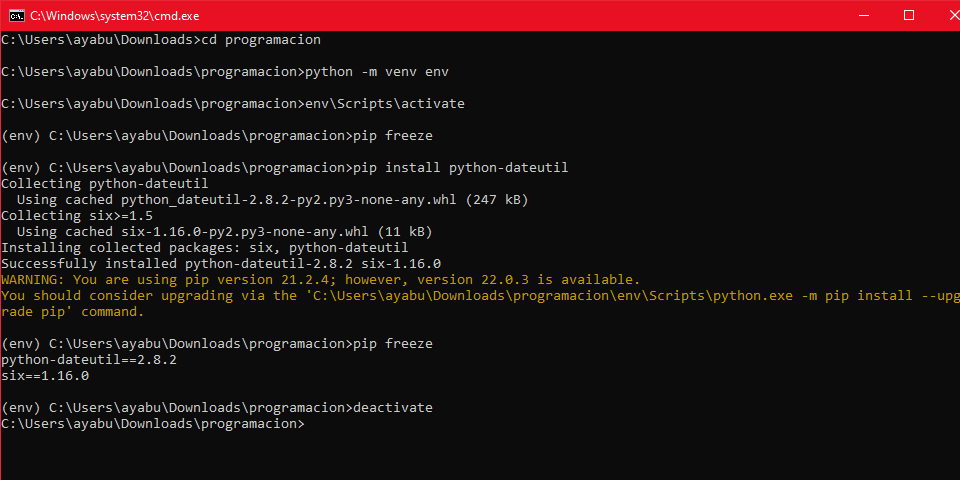 C:\Windows\system32\cmd.exe
C:\Users\ayabu\Downloads>cd programacion
C:\Users\ayabu\Downloads\programacion>python -m venv env
C:\Users\ayabu\Downloads\programacion>env\Scripts\activate
(env) C:\Users\ayabu\Downloads\programacion>pip freeze
(env) C:\Users\ayabu\Downloads\programacion>pip install python-dateutil
Collecting python-dateutil
  Using cached python_dateutil-2.8.2-py2.py3-none-any.whl (247 kB)
Collecting six>=1.5
  Using cached six-1.16.0-py2.py3-none-any.whl (11 kB)
Installing collected packages: six, python-dateutil
Successfully installed python-dateutil-2.8.2 six-1.16.0
WARNING: You are using pip version 21.2.4; however, version 22.0.3 is available.
You should consider upgrading via the 'C:\Users\ayabu\Downloads\programacion\env\Scripts\python.exe -m pip install --upg
rade pip' command.
(env) C:\Users\ayabu\Downloads\programacion>pip freeze
python-dateutil==2.8.2
six==1.16.0
(env) C:\Users\ayabu\Downloads\programacion>deactivate
C:\Users\ayabu\Downloads\programacion>